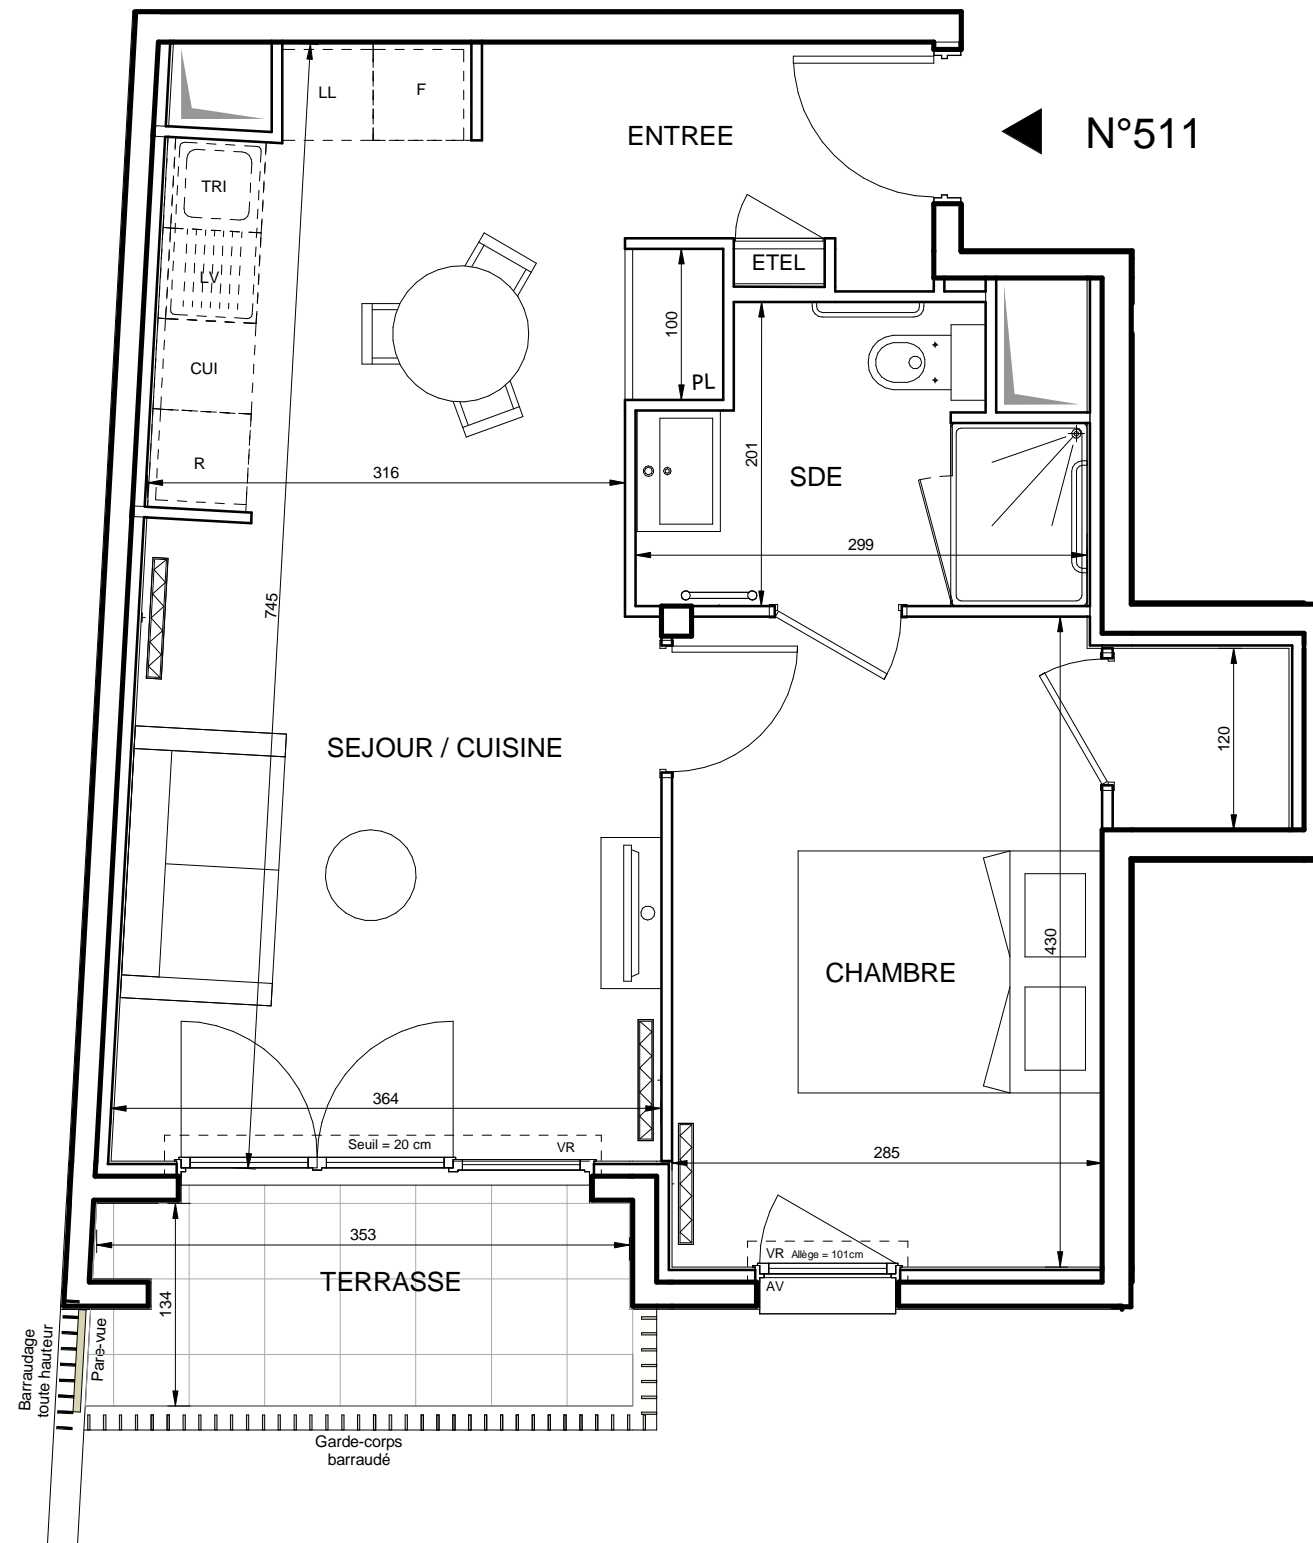 LL
F
ENTREE
N°511
TRI
ETEL
LV
100
CUI
PL
R
316
201
SDE
299
745
SEJOUR / CUISINE
120
430
CHAMBRE
364
Seuil = 20 cm
VR
285
353
VR Allège = 101cm
AV
TERRASSE
134
Pare-vue
Barraudage
toute hauteur
Garde-corps
barraudé